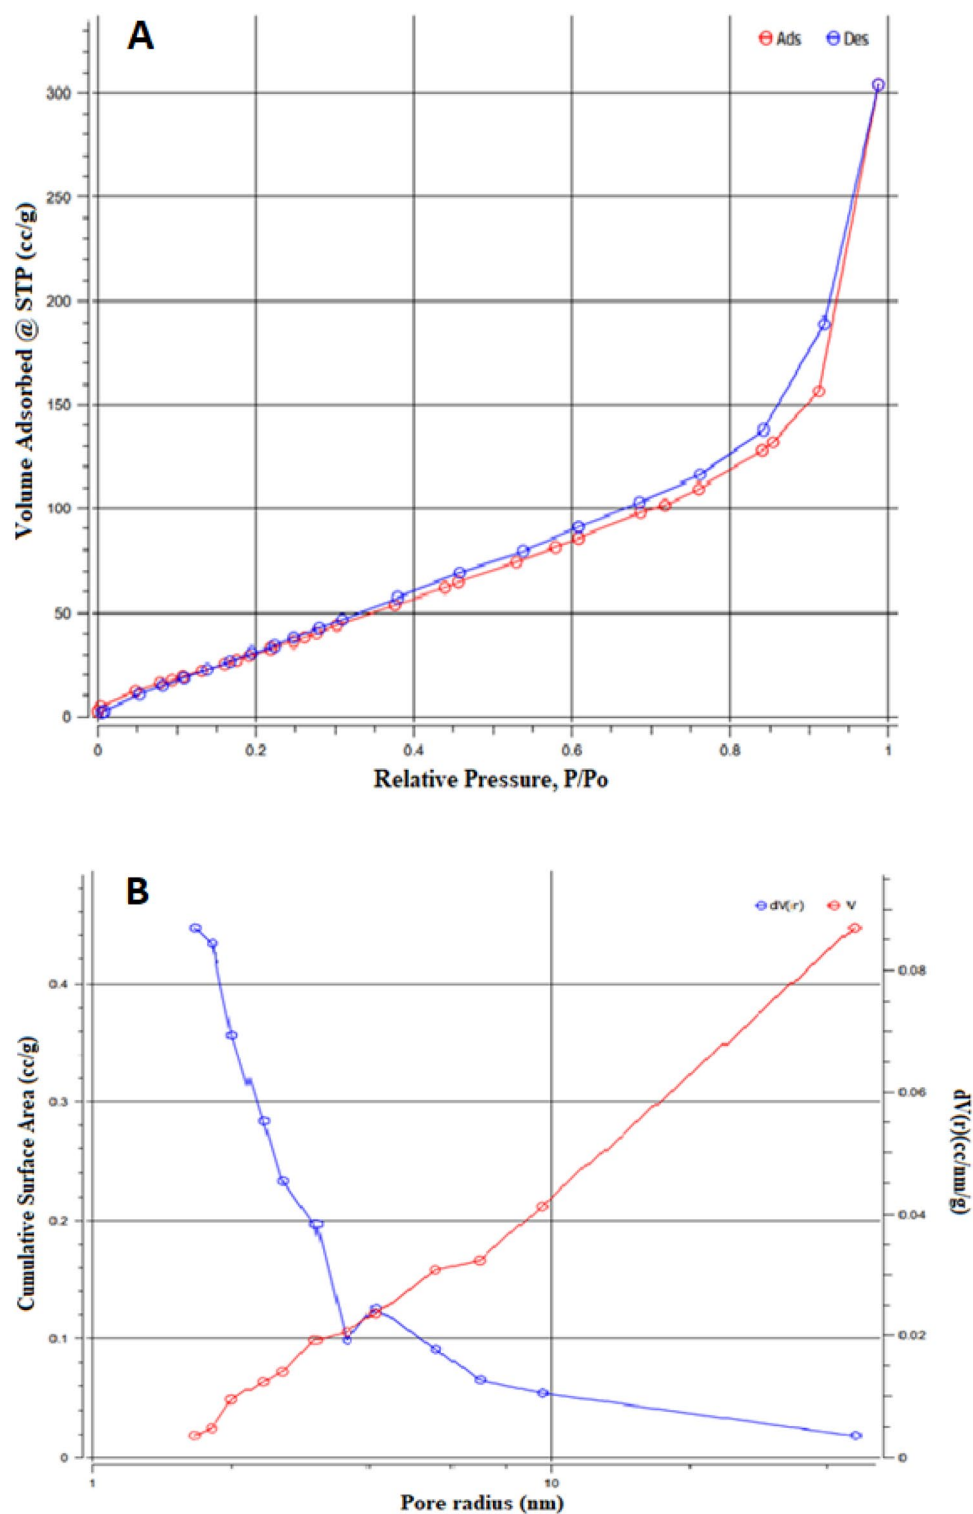 A
Ads Des
300
250
200
150
100
50
0
Volume Adsorbed @ STP (cc/g)
0 0.2 0.4 0.6 0.8 1
Relative Pressure, P/Po
B
dV(r) V
0.4
0.3
0.2
0.1
0
Cumulative Surface Area (cc/g)
0.08
0.06
0.04
0.02
0
dV(r)(cc/nm/g)
1 10
Pore radius (nm)